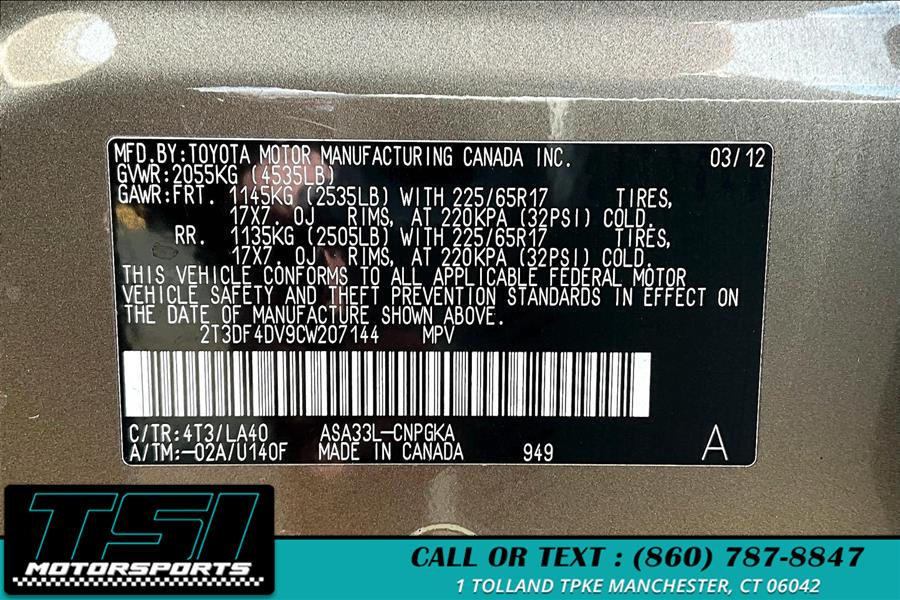 MFD.BY:TOYOTA MOTOR MANUFACTURING CANADA INC. 03/12
GVWR:2055KG (4535LB)
GAWR:FRT. 1145KG (2535LB) WITH 225/65R17 TIRES,
17X7. OJ RIMS, AT 220KPA (32PSI) COLD.
RR. 1135KG (2505LB) WITH 225/65R17 TIRES,
17X7. OJ RIMS, AT 220KPA (32PSI) COLD.
THIS VEHICLE CONFORMS TO ALL APPLICABLE FEDERAL MOTOR
VEHICLE SAFETY AND THEFT PREVENTION STANDARDS IN EFFECT ON
THE DATE OF MANUFACTURE SHOWN ABOVE.
2T3DF4DV9CW207144 MPV
C/TR:4T3/LA40 ASA33L-CNPGKA
A/TM:-02A/U140F MADE IN CANADA 949 A
TSI
MOTORSPORTS
CALL OR TEXT : (860) 787-8847
1 TOLLAND TPKE MANCHESTER, CT 06042